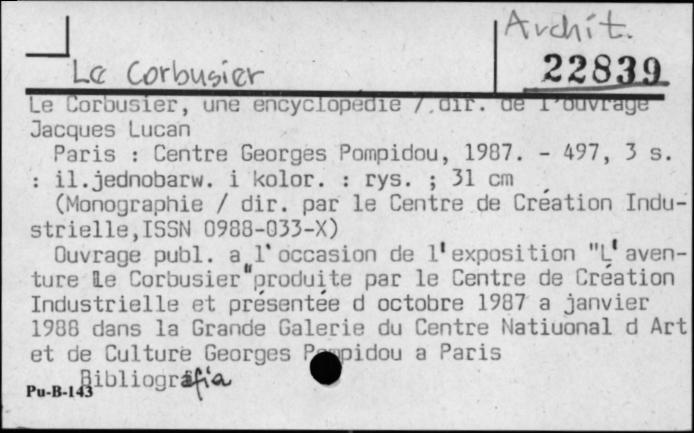 Archit.
Le Corbusier
22839
Le Corbusier, une encyclopédie / dir. de l'ouvrage
Jacques Lucan
Paris : Centre Georges Pompidou, 1987. - 497, 3 s.
: il.jednobarw. i kolor. : rys. ; 31 cm
(Monographie / dir. par le Centre de Création Indu-
strielle,ISSN 0988-033-X)
Ouvrage publ. a l'occasion de l'exposition "L'aven-
ture Le Corbusier"produite par le Centre de Création
Industrielle et présentée d octobre 1987 a janvier
1988 dans la Grande Galerie du Centre Natiuonal d Art
et de Culture Georges Pompidou a Paris
Bibliografia
Pu-B-143